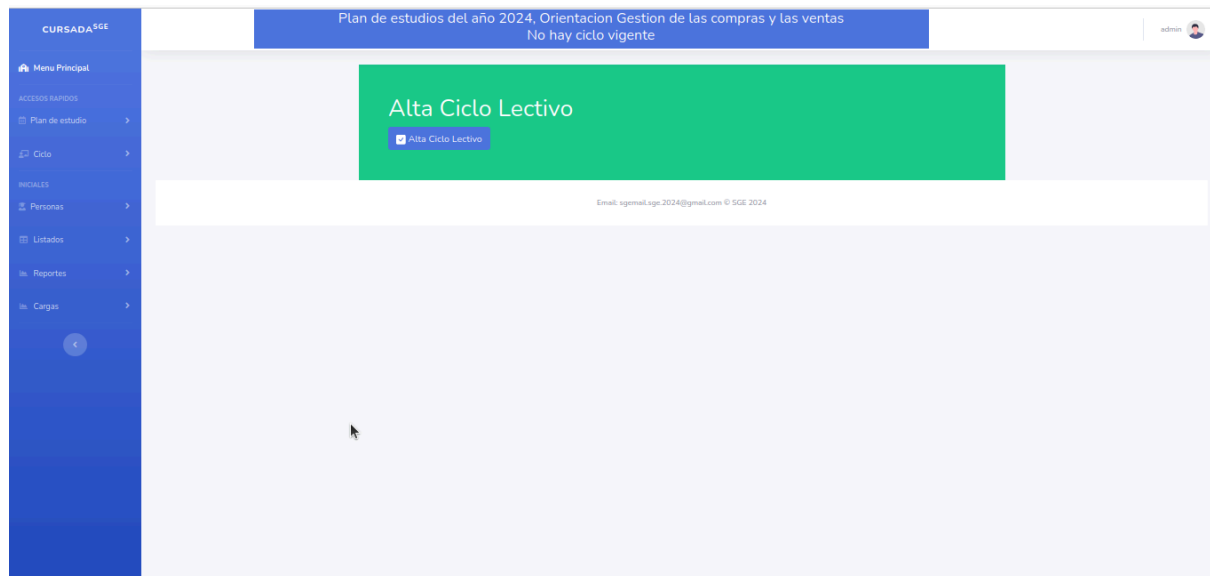 CURSADA SGE
Plan de estudios del año 2024, Orientacion Gestion de las compras y las ventas
No hay ciclo vigente
admin
Menu Principal
ACCESOS RAPIDOS
Plan de estudio
Ciclo
INICIALES
Personas
Listados
Reportes
Cargas
Alta Ciclo Lectivo
Alta Ciclo Lectivo
Email: sgemail.sge.2024@gmail.com © SGE 2024